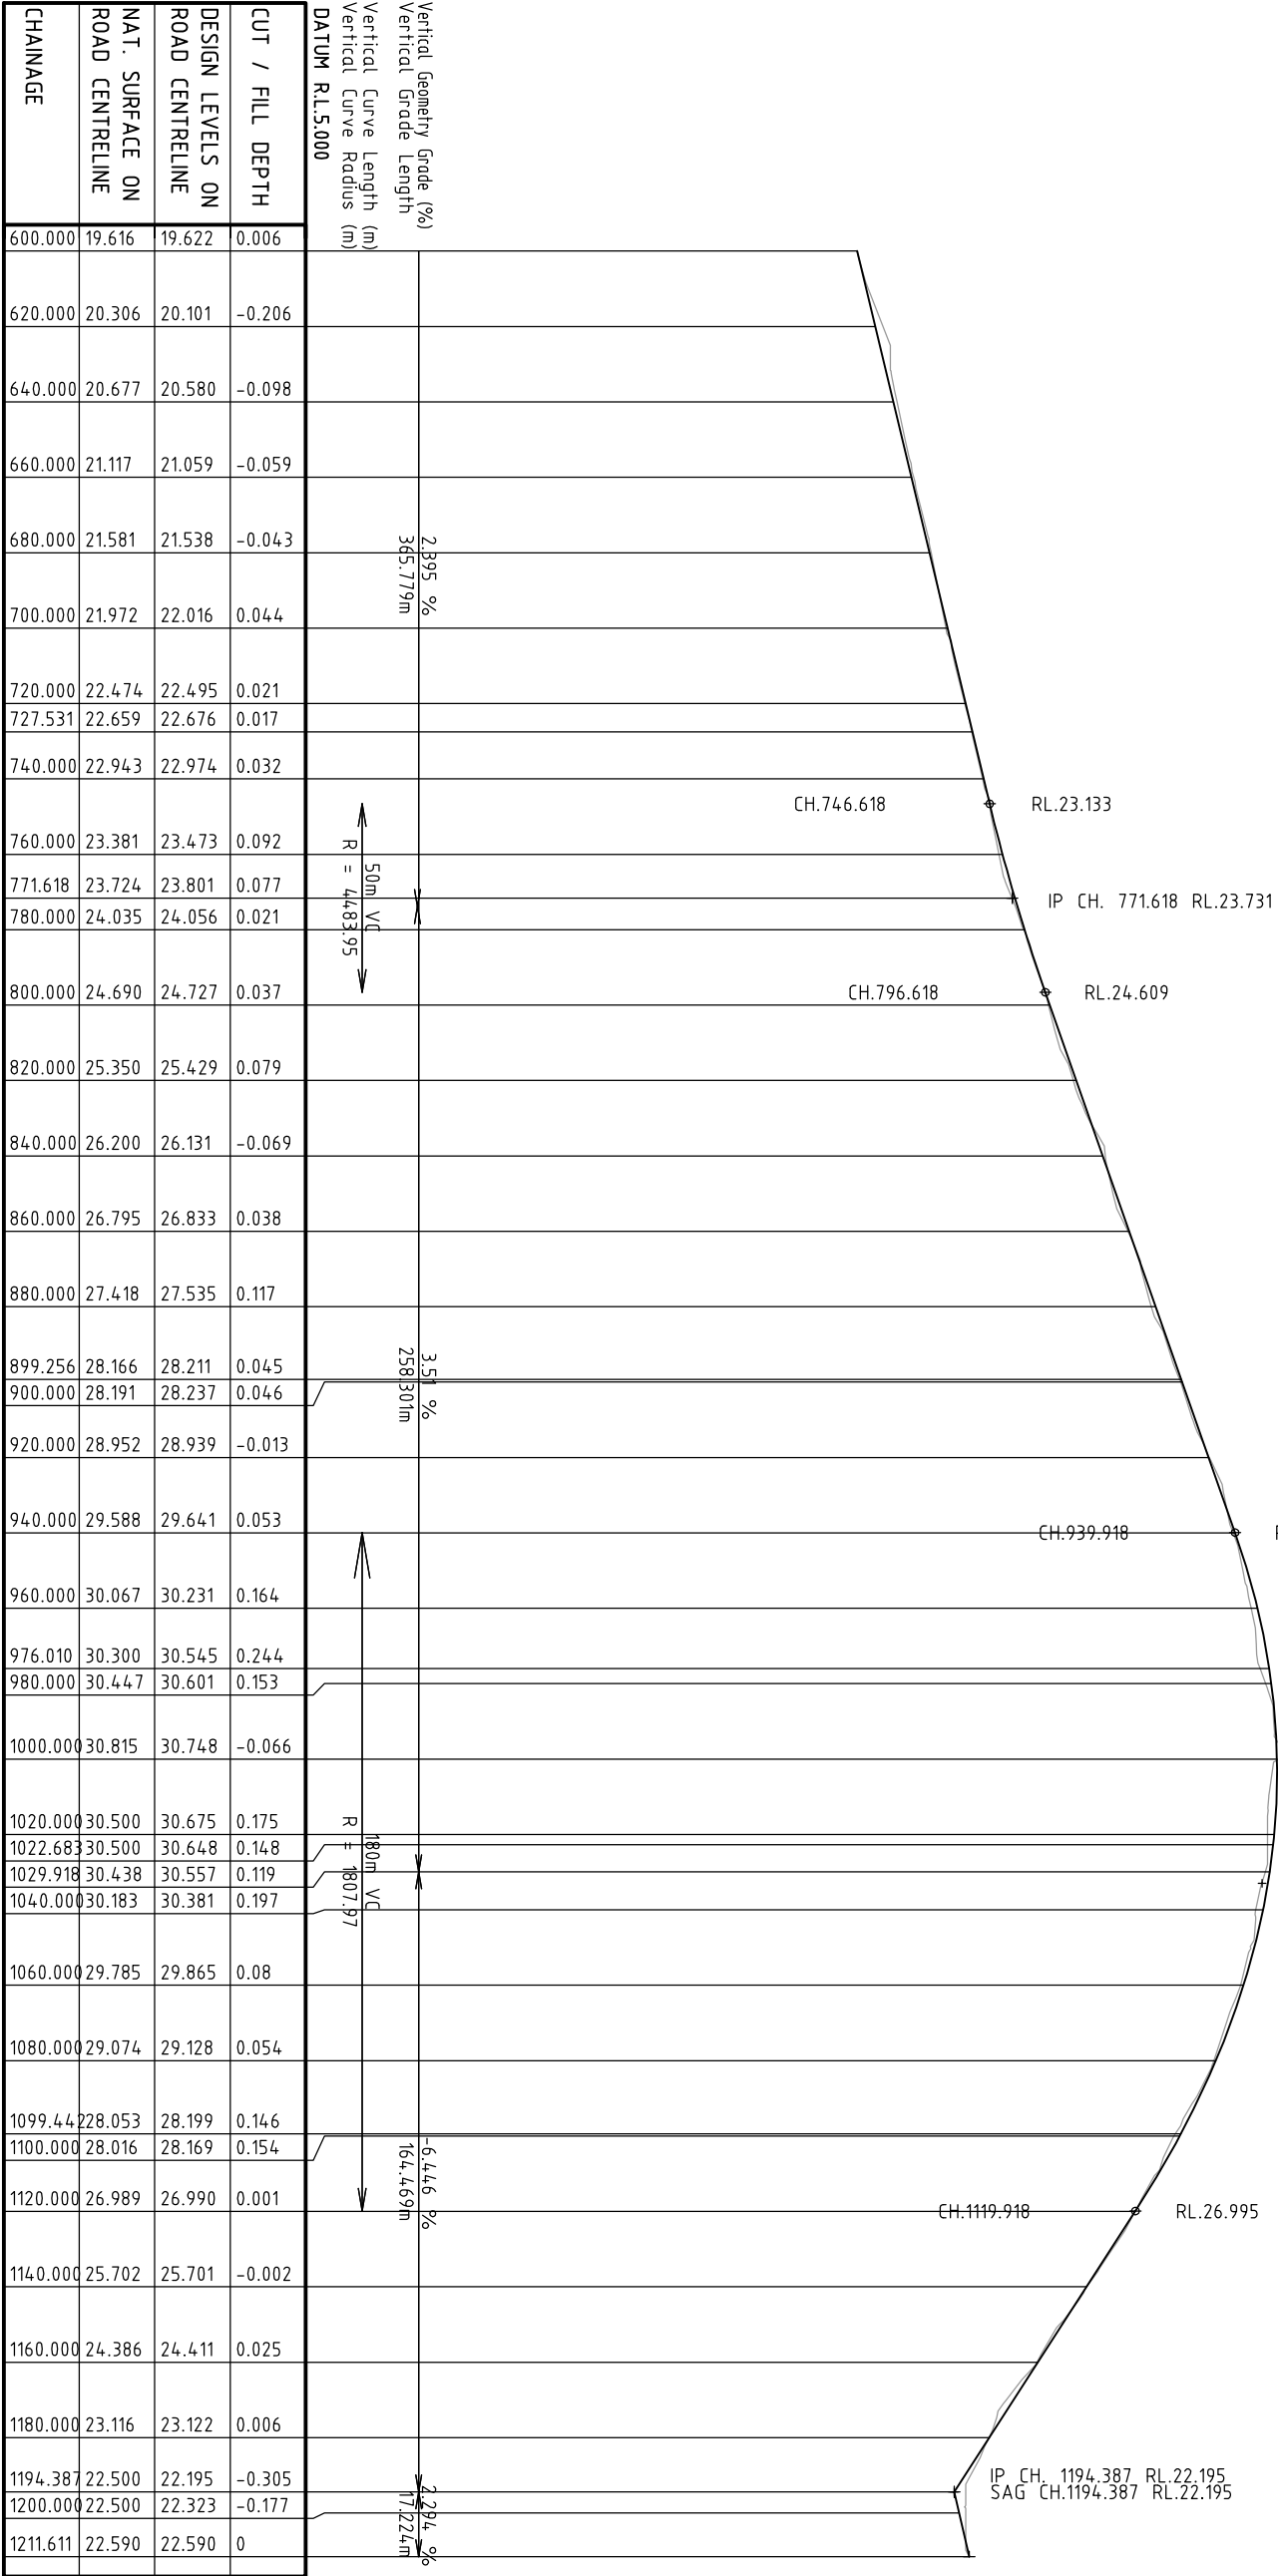 Vertical Geometry Grade (%)
Vertical Grade Length
Vertical Curve Length (m)
Vertical Curve Radius (m)
DATUM R.L.5.000
CUT / FILL DEPTH
DESIGN LEVELS ON
ROAD CENTRELINE
NAT. SURFACE ON
ROAD CENTRELINE
CHAINAGE
600.000 19.616 19.622 0.006
620.000 20.306 20.101 -0.206
640.000 20.677 20.580 -0.098
660.000 21.117 21.059 -0.059
680.000 21.581 21.538 -0.043
700.000 21.972 22.016 0.044
720.000 22.474 22.495 0.021
727.531 22.659 22.676 0.017
740.000 22.943 22.974 0.032
760.000 23.381 23.473 0.092
771.618 23.724 23.801 0.077
780.000 24.035 24.056 0.021
800.000 24.690 24.727 0.037
820.000 25.350 25.429 0.079
840.000 26.200 26.131 -0.069
860.000 26.795 26.833 0.038
880.000 27.418 27.535 0.117
899.256 28.166 28.211 0.045
900.000 28.191 28.237 0.046
920.000 28.952 28.939 -0.013
940.000 29.588 29.641 0.053
960.000 30.067 30.231 0.164
976.010 30.300 30.545 0.244
980.000 30.447 30.601 0.153
1000.000 30.815 30.748 -0.066
1020.000 30.500 30.675 0.175
1022.683 30.500 30.648 0.148
1029.918 30.438 30.557 0.119
1040.000 30.183 30.381 0.197
1060.000 29.785 29.865 0.08
1080.000 29.074 29.128 0.054
1099.442 28.053 28.199 0.146
1100.000 28.016 28.169 0.154
1120.000 26.989 26.990 0.001
1140.000 25.702 25.701 -0.002
1160.000 24.386 24.411 0.025
1180.000 23.116 23.122 0.006
1194.387 22.500 22.195 -0.305
1200.000 22.500 22.323 -0.177
1211.611 22.590 22.590 0
2.395 %
365.779m
50m VC
R = 4483.95
3.51 %
258.301m
180m VC
R = 1807.97
-6.446 %
164.469m
2.294 %
17.224m
CH.746.618 RL.23.133
IP CH. 771.618 RL.23.731
CH.796.618 RL.24.609
CH.939.918
CH.1119.918 RL.26.995
IP CH. 1194.387 RL.22.195
SAG CH.1194.387 RL.22.195